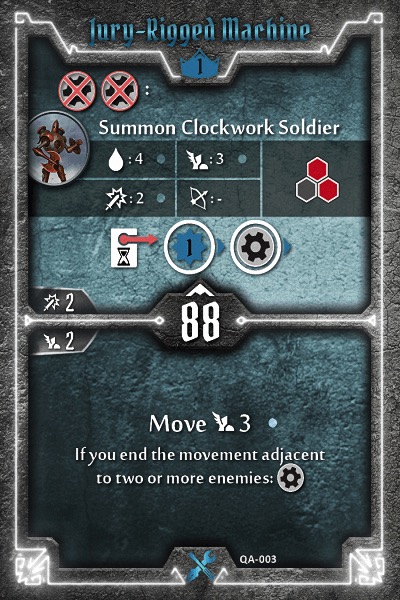 Jury-Rigged Machine
1
:
Summon Clockwork Soldier
: 4 : 3
: 2 : -
1
2
88
2
Move 3
If you end the movement adjacent
to two or more enemies:
QA-003